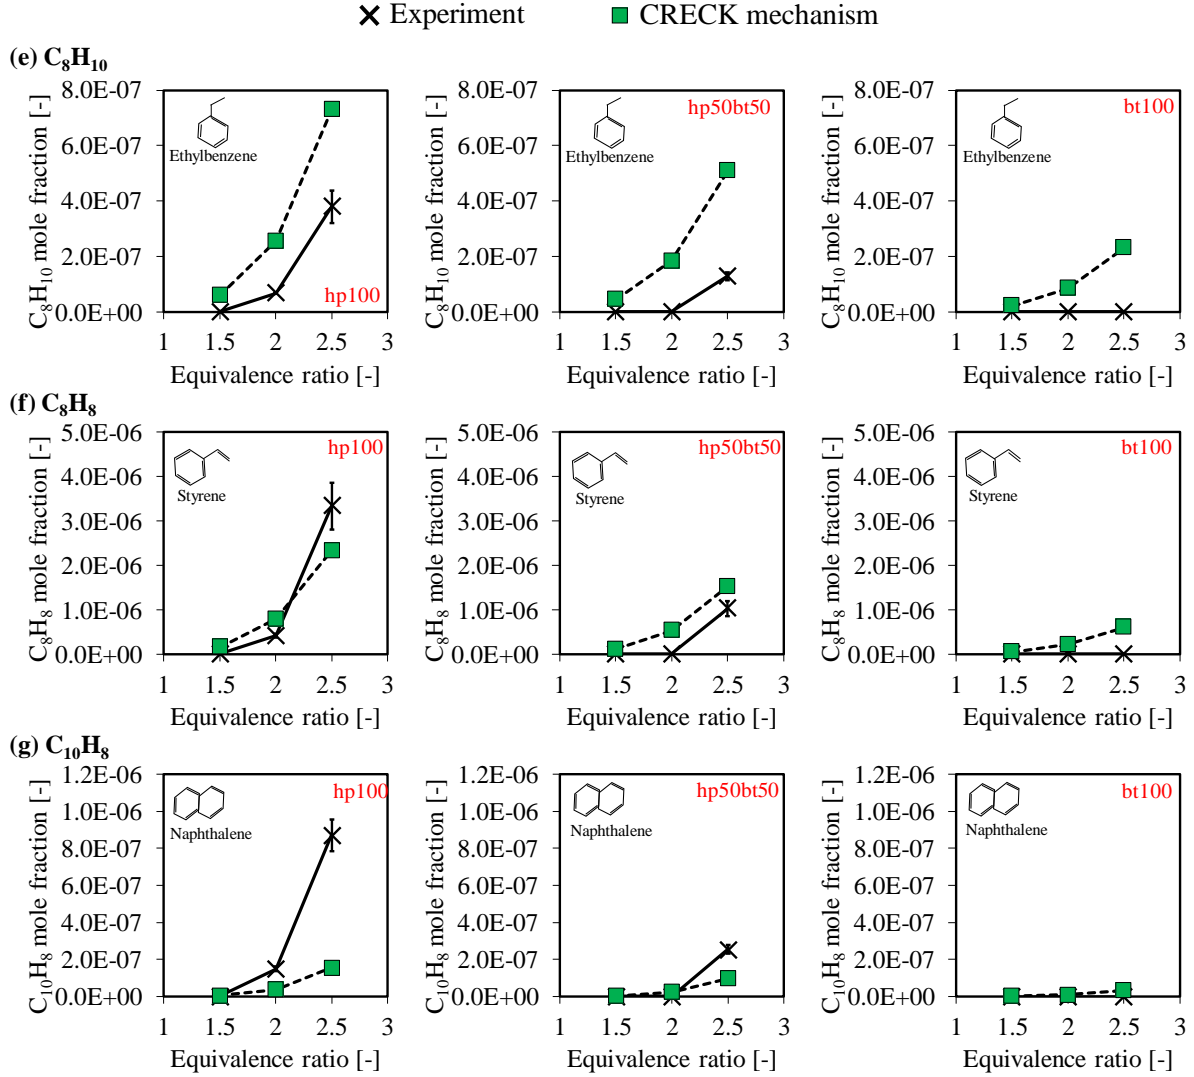 Experiment CRECK mechanism
(e) C₈H₁₀
C₈H₁₀ mole fraction [-]
8.0E-07
6.0E-07
4.0E-07
2.0E-07
0.0E+00
Ethylbenzene
hp100
1 1.5 2 2.5 3
Equivalence ratio [-]
C₈H₁₀ mole fraction [-]
8.0E-07
6.0E-07
4.0E-07
2.0E-07
0.0E+00
hp50bt50
Ethylbenzene
1 1.5 2 2.5 3
Equivalence ratio [-]
C₈H₁₀ mole fraction [-]
8.0E-07
6.0E-07
4.0E-07
2.0E-07
0.0E+00
bt100
Ethylbenzene
1 1.5 2 2.5 3
Equivalence ratio [-]
(f) C₈H₈
C₈H₈ mole fraction [-]
5.0E-06
4.0E-06
3.0E-06
2.0E-06
1.0E-06
0.0E+00
hp100
Styrene
1 1.5 2 2.5 3
Equivalence ratio [-]
C₈H₈ mole fraction [-]
5.0E-06
4.0E-06
3.0E-06
2.0E-06
1.0E-06
0.0E+00
hp50bt50
Styrene
1 1.5 2 2.5 3
Equivalence ratio [-]
C₈H₈ mole fraction [-]
5.0E-06
4.0E-06
3.0E-06
2.0E-06
1.0E-06
0.0E+00
bt100
Styrene
1 1.5 2 2.5 3
Equivalence ratio [-]
(g) C₁₀H₈
C₁₀H₈ mole fraction [-]
1.2E-06
1.0E-06
8.0E-07
6.0E-07
4.0E-07
2.0E-07
0.0E+00
hp100
Naphthalene
1 1.5 2 2.5 3
Equivalence ratio [-]
C₁₀H₈ mole fraction [-]
1.2E-06
1.0E-06
8.0E-07
6.0E-07
4.0E-07
2.0E-07
0.0E+00
hp50bt50
Naphthalene
1 1.5 2 2.5 3
Equivalence ratio [-]
C₁₀H₈ mole fraction [-]
1.2E-06
1.0E-06
8.0E-07
6.0E-07
4.0E-07
2.0E-07
0.0E+00
bt100
Naphthalene
1 1.5 2 2.5 3
Equivalence ratio [-]